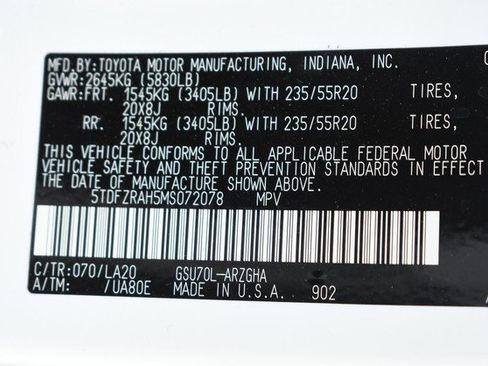 MFD.BY:TOYOTA MOTOR MANUFACTURING, INDIANA, INC.
GVWR:2645KG (5830LB)
GAWR:FRT. 1545KG (3405LB) WITH 235/55R20 TIRES,
20X8J RIMS.
RR. 1545KG (3405LB) WITH 235/55R20 TIRES,
20X8J RIMS.
THIS VEHICLE CONFORMS TO ALL APPLICABLE FEDERAL MOTOR
VEHICLE SAFETY AND THEFT PREVENTION STANDARDS IN EFFECT
ON THE DATE OF MANUFACTURE SHOWN ABOVE.
5TDFZRAH5MS072078 MPV
C/TR:070/LA20 GSU70L-ARZGHA
A/TM: /UA80E MADE IN U.S.A. 902